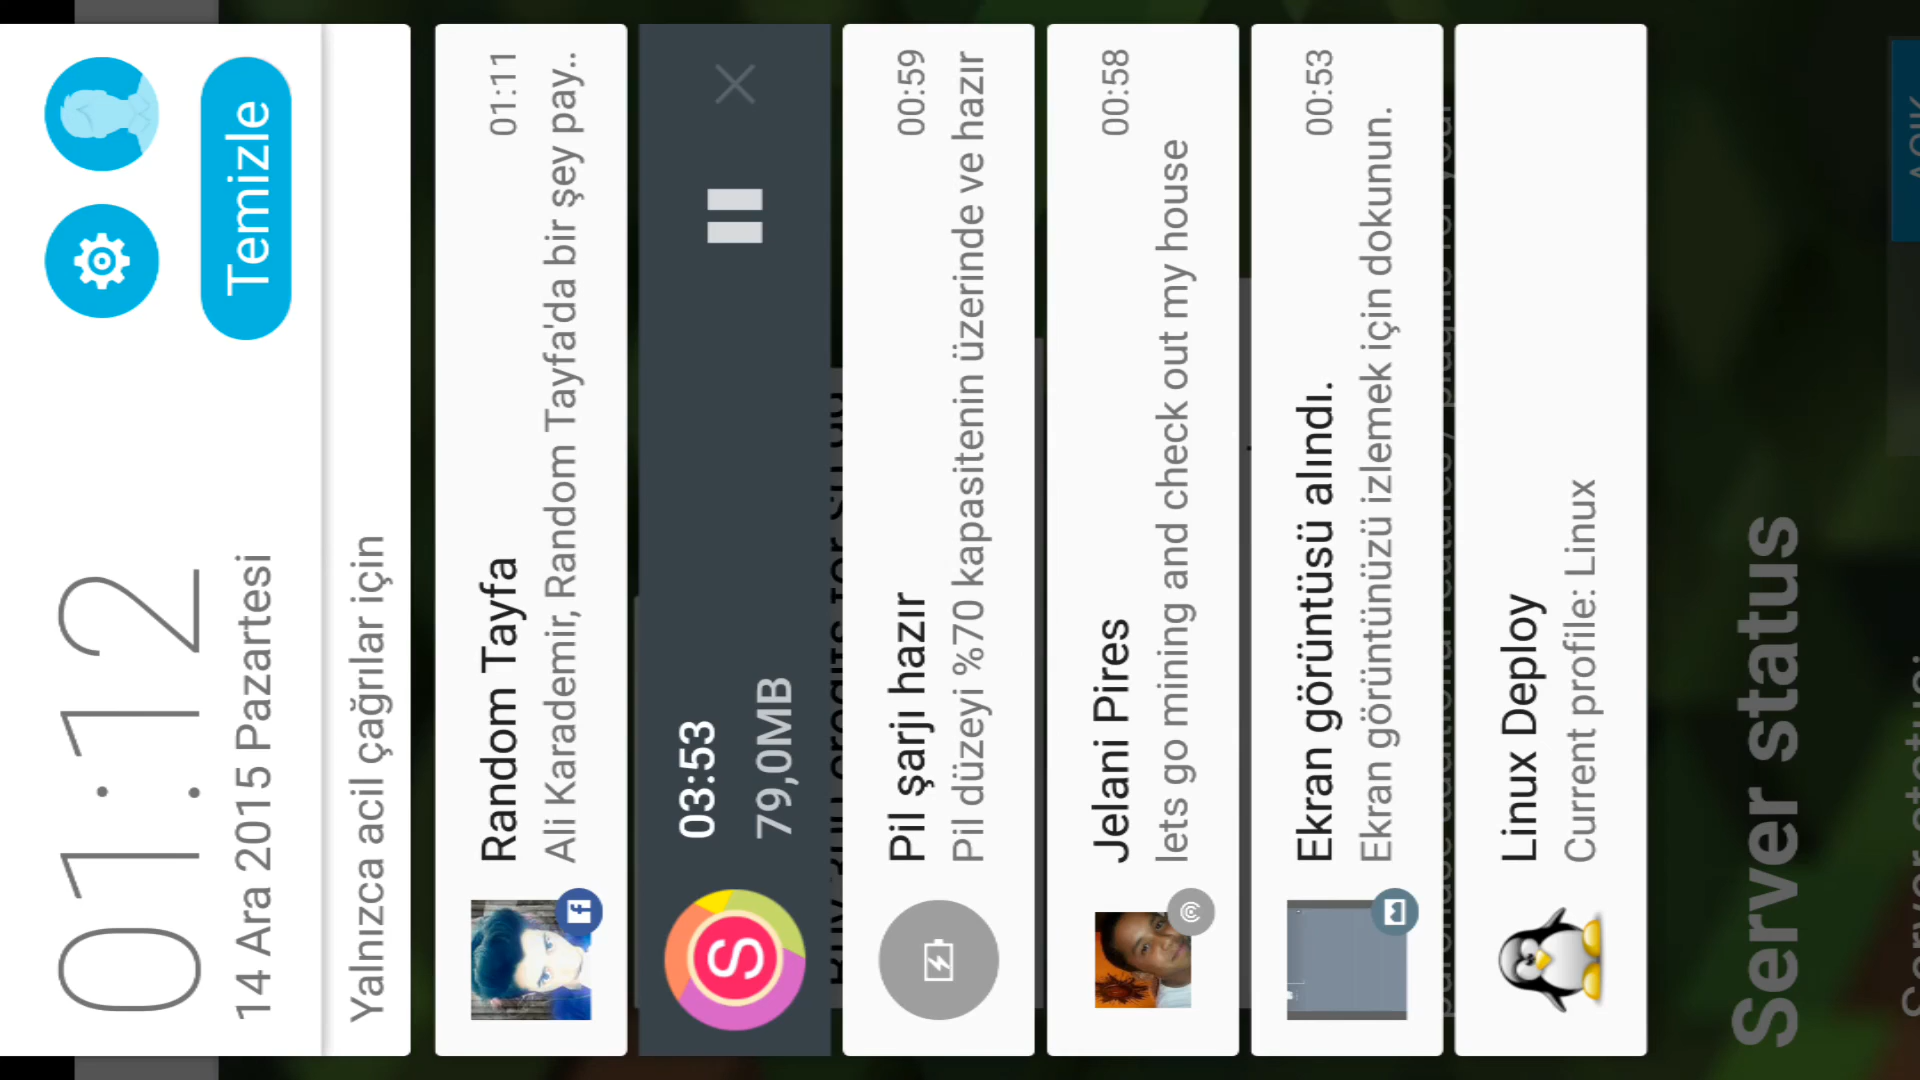 01:12
14 Ara 2015 Pazartesi
Temizle
Yalnızca acil çağrılar için
Random Tayfa
01:11
Ali Karademir, Random Tayfa'da bir şey pay..
03:53
79,0MB
Pil şarjı hazır
00:59
Pil düzeyi %70 kapasitenin üzerinde ve hazır
Jelani Pires
00:58
lets go mining and check out my house
Ekran görüntüsü alındı.
00:53
Ekran görüntünüzü izlemek için dokunun.
Linux Deploy
Current profile: Linux
Server status